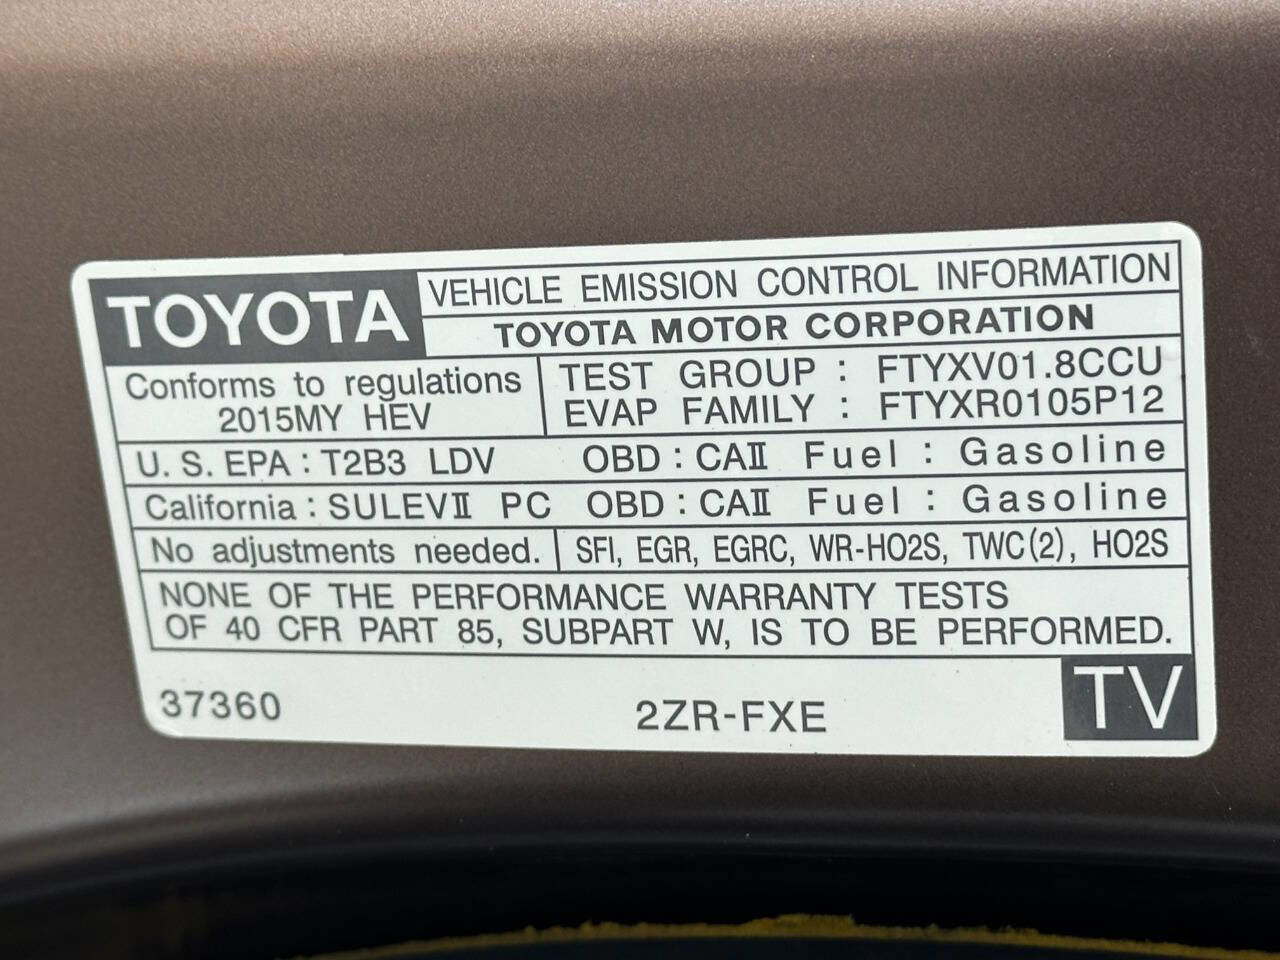 TOYOTA VEHICLE EMISSION CONTROL INFORMATION
TOYOTA MOTOR CORPORATION
Conforms to regulations
2015MY HEV
TEST GROUP : FTYXV01.8CCU
EVAP FAMILY : FTYXR0105P12
U. S. EPA : T2B3 LDV OBD : CAⅡ Fuel : Gasoline
California : SULEVⅡ PC OBD : CAⅡ Fuel : Gasoline
No adjustments needed. SFI, EGR, EGRC, WR-HO2S, TWC(2), HO2S
NONE OF THE PERFORMANCE WARRANTY TESTS
OF 40 CFR PART 85, SUBPART W, IS TO BE PERFORMED.
37360 2ZR-FXE TV